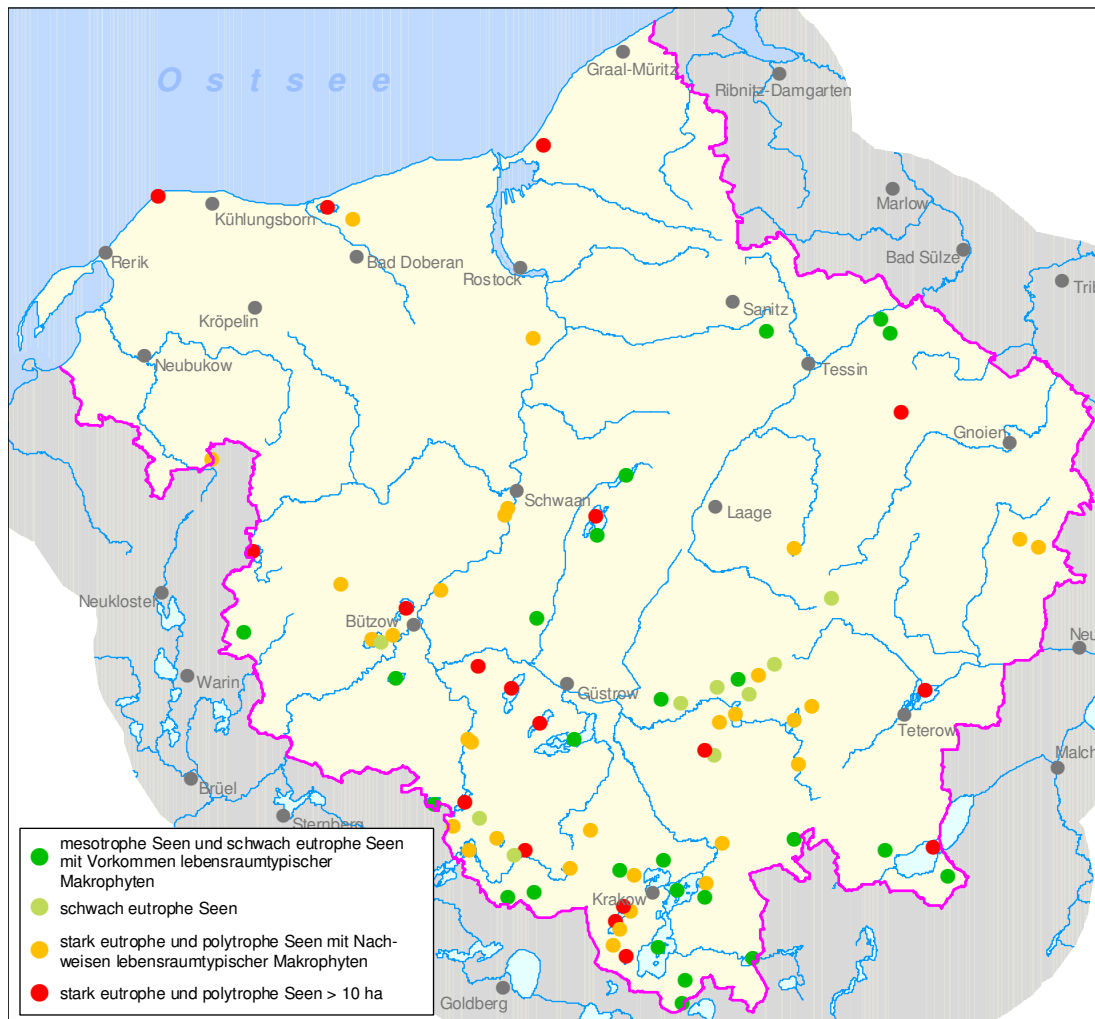 Ostsee
Graal-Müritz
Ribnitz-Damgarten
Marlow
Kühlungsborn
Bad Sülze
Rerik
Bad Doberan
Rostock
Trib
Sanitz
Kröpelin
Neubukow
Tessin
Gnoien
Schwaan
Laage
Neukloster
Bützow
Neu
Warin
Güstrow
Teterow
Malch
Brüel
Sternberg
Krakow
Goldberg
mesotrophe Seen und schwach eutrophe Seen
mit Vorkommen lebensraumtypischer
Makrophyten
schwach eutrophe Seen
stark eutrophe und polytrophe Seen mit Nach-
weisen lebensraumtypischer Makrophyten
stark eutrophe und polytrophe Seen > 10 ha